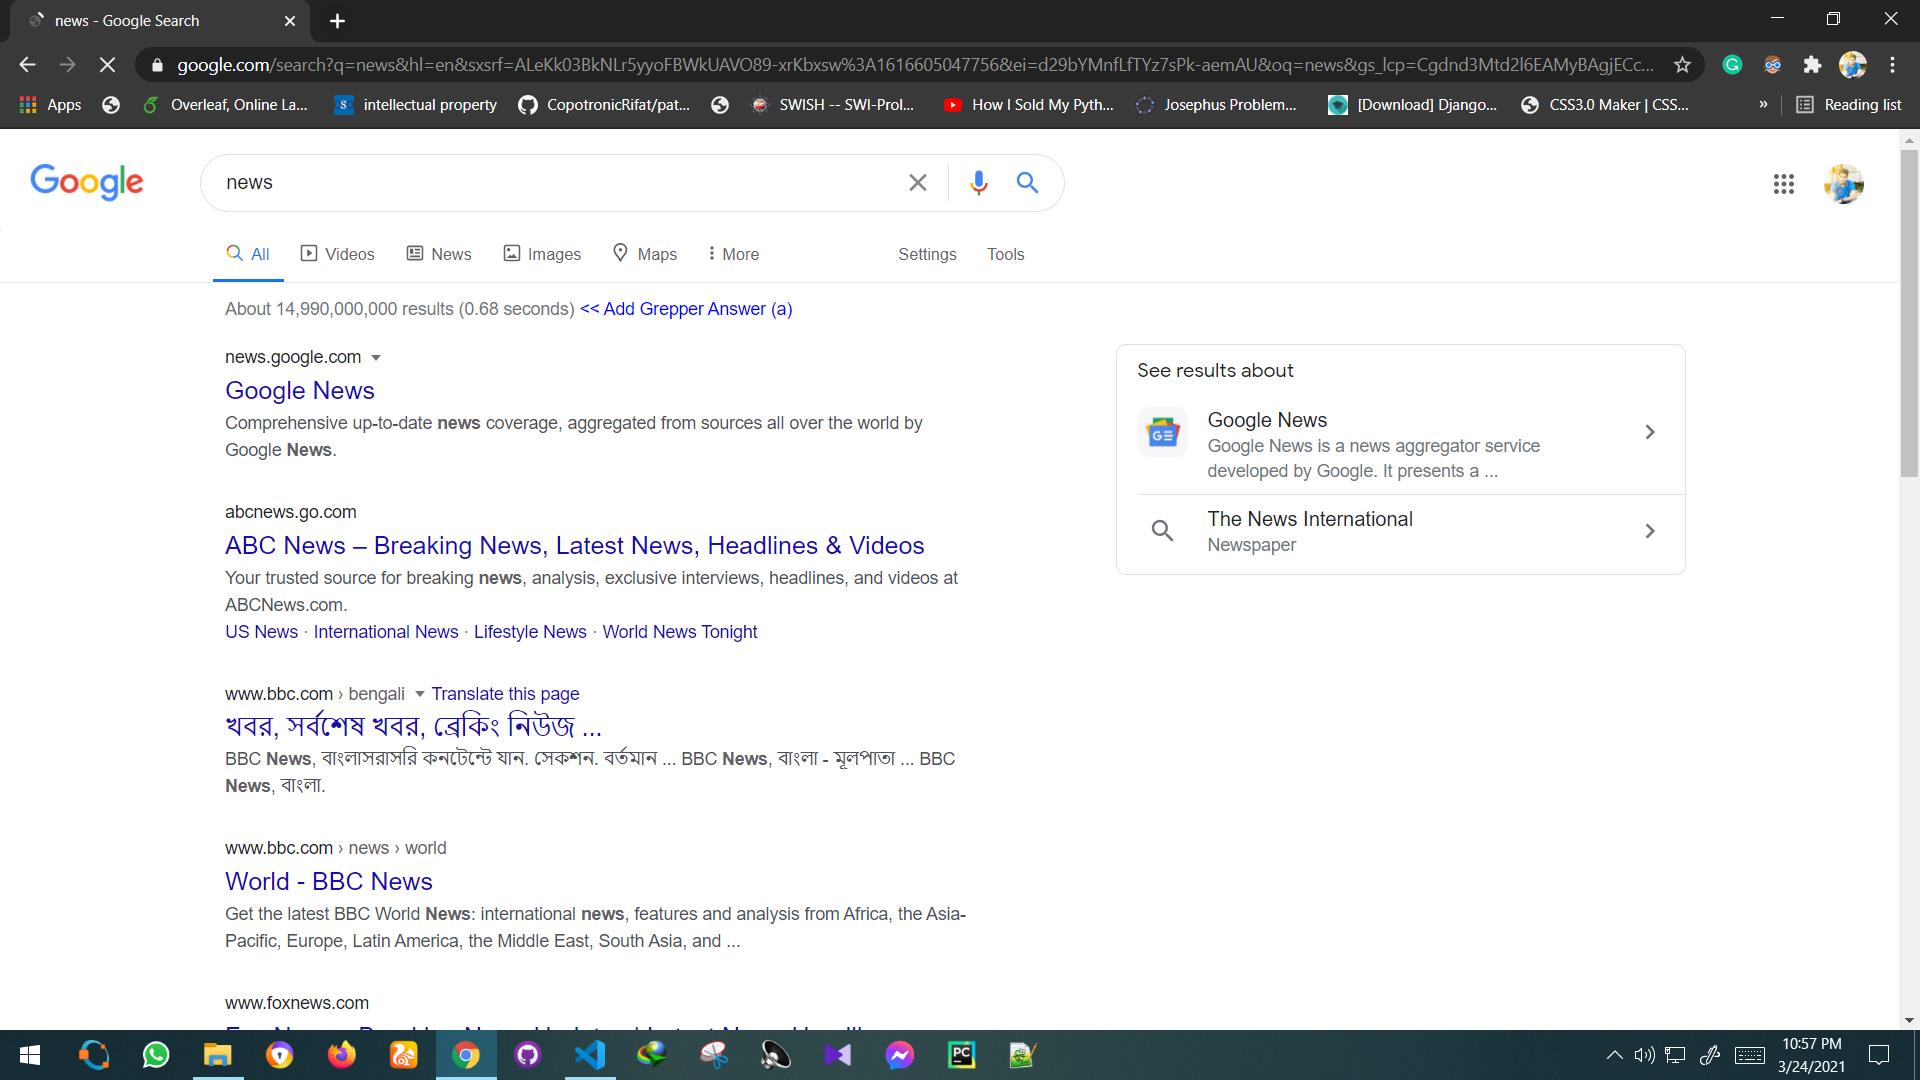 news - Google Search
google.com/search?q=news&hl=en&sxsrf=ALeKk03BkNLr5yyoFBWkUAVO89-xrKbxsw%3A1616605047756&ei=d29bYMnfLfTYz7sPk-aemAU&oq=news&gs_lcp=Cgdnd3Mtd2l6EAMyBAgjECc...
Apps Overleaf, Online La... intellectual property CopotronicRifat/pat... SWISH -- SWI-Prol... How I Sold My Pyth... Josephus Problem... [Download] Django... CSS3.0 Maker | CSS... » Reading list
Google news
All Videos News Images Maps More Settings Tools
About 14,990,000,000 results (0.68 seconds) << Add Grepper Answer (a)
news.google.com
Google News
Comprehensive up-to-date news coverage, aggregated from sources all over the world by
Google News.
abcnews.go.com
ABC News – Breaking News, Latest News, Headlines & Videos
Your trusted source for breaking news, analysis, exclusive interviews, headlines, and videos at
ABCNews.com.
US News · International News · Lifestyle News · World News Tonight
www.bbc.com › bengali Translate this page
খবর, সর্বশেষ খবর, ব্রেকিং নিউজ ...
BBC News, বাংলাসরাসরি কনটেন্টে যান. সেকশন. বর্তমান ... BBC News, বাংলা - মূলপাতা ... BBC
News, বাংলা.
www.bbc.com › news › world
World - BBC News
Get the latest BBC World News: international news, features and analysis from Africa, the Asia-
Pacific, Europe, Latin America, the Middle East, South Asia, and ...
www.foxnews.com
See results about
Google News
Google News is a news aggregator service
developed by Google. It presents a ...
The News International
Newspaper
10:57 PM
3/24/2021